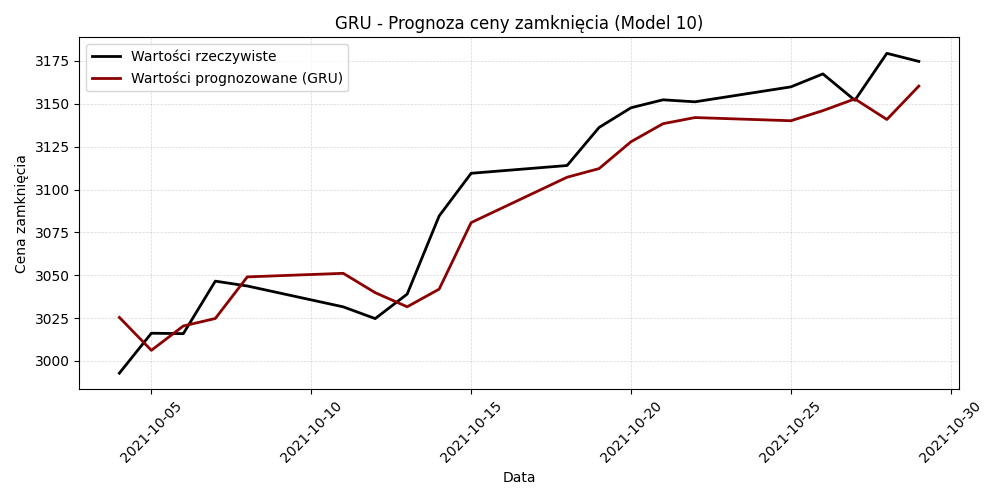 GRU - Prognoza ceny zamknięcia (Model 10)
Wartości rzeczywiste
Wartości prognozowane (GRU)
Cena zamknięcia
3175
3150
3125
3100
3075
3050
3025
3000
2021-10-05
2021-10-10
2021-10-15
2021-10-20
2021-10-25
2021-10-30
Data